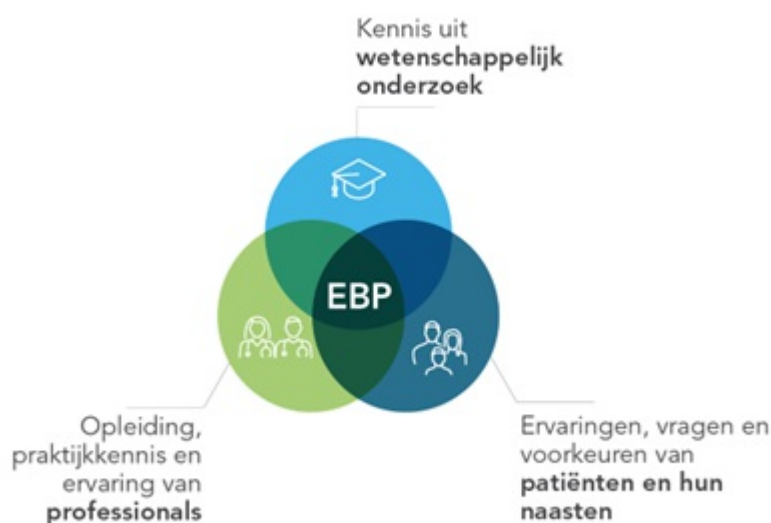 Kennis uit
wetenschappelijk
onderzoek
EBP
Opleiding,
praktijkkennis en
ervaring van
professionals
Ervaringen, vragen en
voorkeuren van
patiënten en hun
naasten